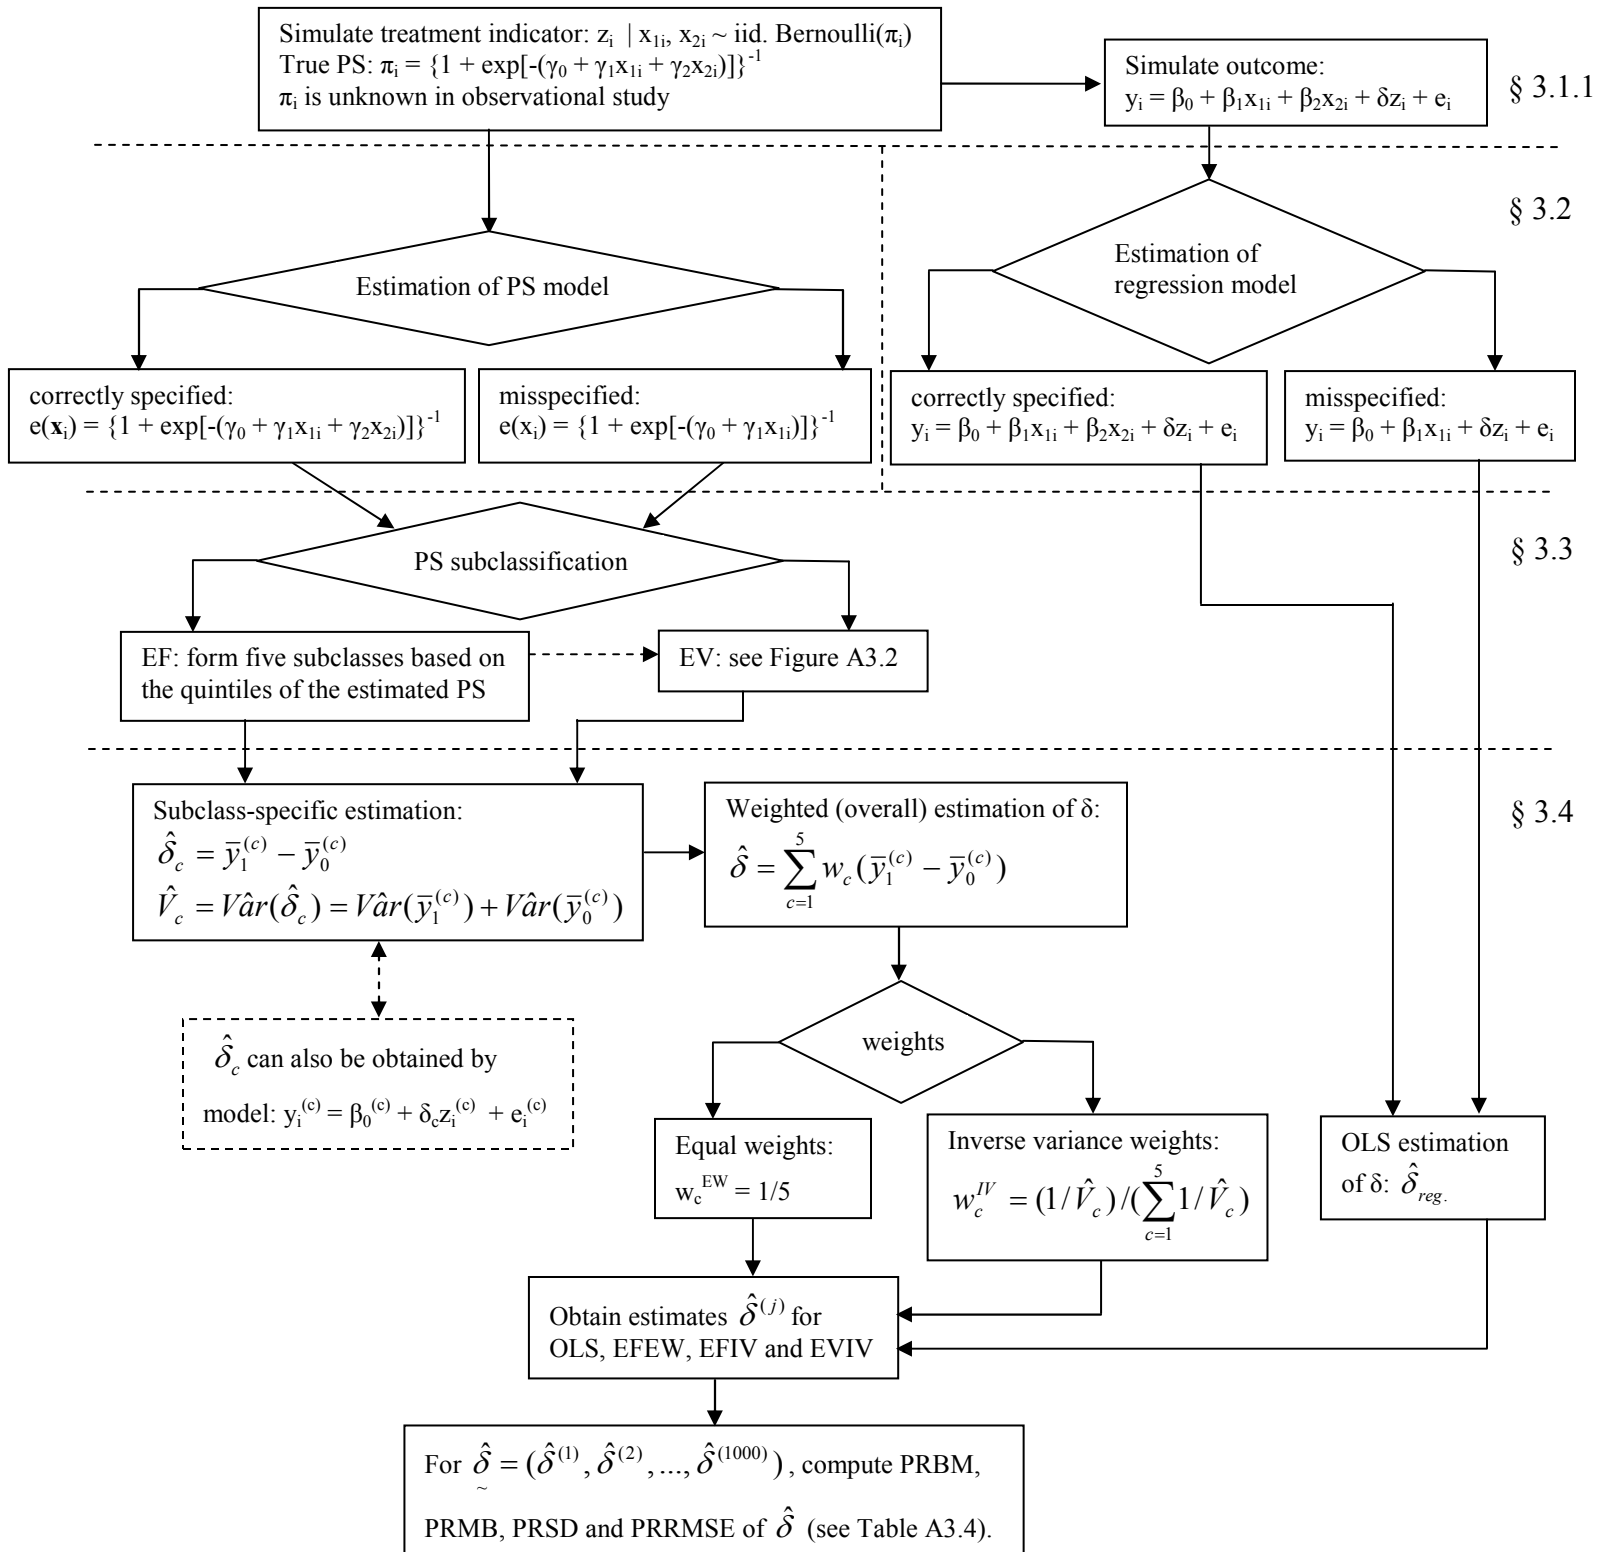 Simulate treatment indicator: zᵢ | x₁ᵢ, x₂ᵢ ~ iid. Bernoulli(πᵢ)
True PS: πᵢ = {1 + exp[-(γ₀ + γ₁x₁ᵢ + γ₂x₂ᵢ)]}⁻¹
πᵢ is unknown in observational study
Simulate outcome:
yᵢ = β₀ + β₁x₁ᵢ + β₂x₂ᵢ + δzᵢ + eᵢ
§ 3.1.1
§ 3.2
Estimation of PS model
Estimation of
regression model
correctly specified:
e(𝐱ᵢ) = {1 + exp[-(γ₀ + γ₁x₁ᵢ + γ₂x₂ᵢ)]}⁻¹
misspecified:
e(xᵢ) = {1 + exp[-(γ₀ + γ₁x₁ᵢ)]}⁻¹
correctly specified:
yᵢ = β₀ + β₁x₁ᵢ + β₂x₂ᵢ + δzᵢ + eᵢ
misspecified:
yᵢ = β₀ + β₁x₁ᵢ + δzᵢ + eᵢ
§ 3.3
PS subclassification
EF: form five subclasses based on
the quintiles of the estimated PS
EV: see Figure A3.2
§ 3.4
Subclass-specific estimation:
δ̂_c = ȳ₁^(c) − ȳ₀^(c)
V̂_c = Vâr(δ̂_c) = Vâr(ȳ₁^(c)) + Vâr(ȳ₀^(c))
Weighted (overall) estimation of δ:
δ̂ = ∑_{c=1}^{5} w_c(ȳ₁^(c) − ȳ₀^(c))
δ̂_c can also be obtained by
model: yᵢ^(c) = β₀^(c) + δ_c zᵢ^(c) + eᵢ^(c)
weights
Equal weights:
w_c^EW = 1/5
Inverse variance weights:
w_c^IV = (1/V̂_c)/(∑_{c=1}^{5} 1/V̂_c)
OLS estimation
of δ: δ̂_reg.
Obtain estimates δ̂^(j) for
OLS, EFEW, EFIV and EVIV
For δ̂ ~ = (δ̂^(1), δ̂^(2), ..., δ̂^(1000)), compute PRBM,
PRMB, PRSD and PRRMSE of δ̂ (see Table A3.4).